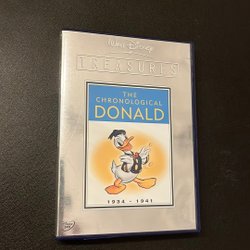 Walt Disney
TREASURES
THE
CHRONOLOGICAL
DONALD
1934 - 1941